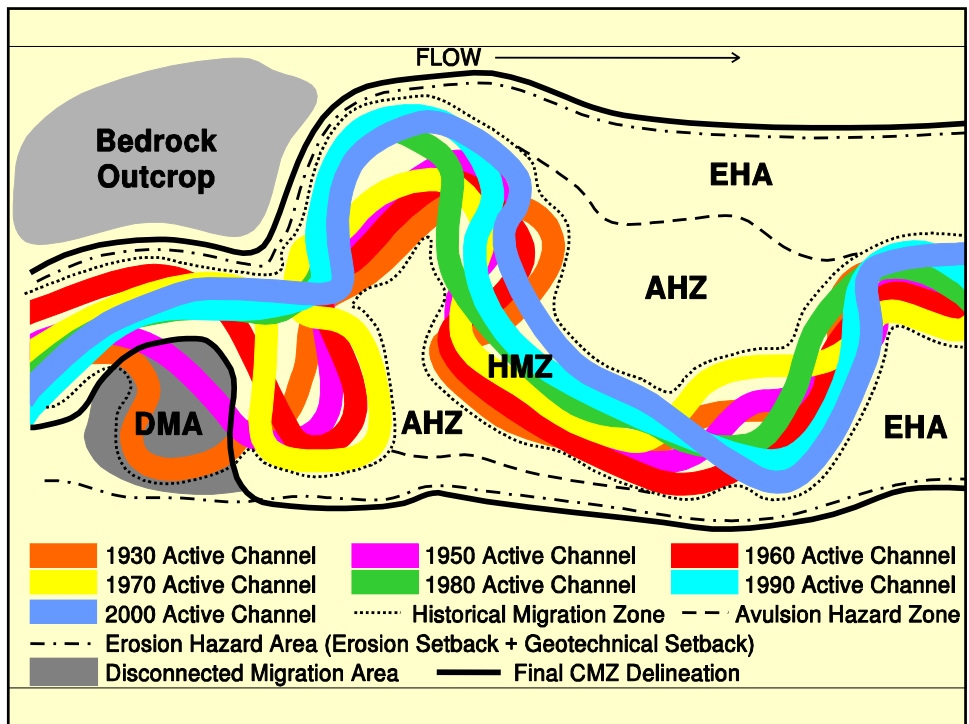 FLOW
Bedrock
Outcrop
EHA
AHZ
HMZ
DMA
AHZ
EHA
1930 Active Channel
1950 Active Channel
1960 Active Channel
1970 Active Channel
1980 Active Channel
1990 Active Channel
2000 Active Channel
Historical Migration Zone
Avulsion Hazard Zone
Erosion Hazard Area (Erosion Setback + Geotechnical Setback)
Disconnected Migration Area
Final CMZ Delineation